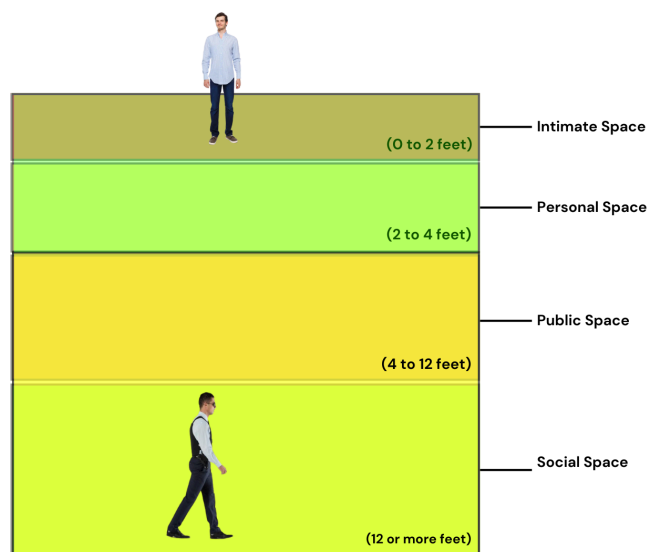 Intimate Space
(0 to 2 feet)
Personal Space
(2 to 4 feet)
Public Space
(4 to 12 feet)
Social Space
(12 or more feet)